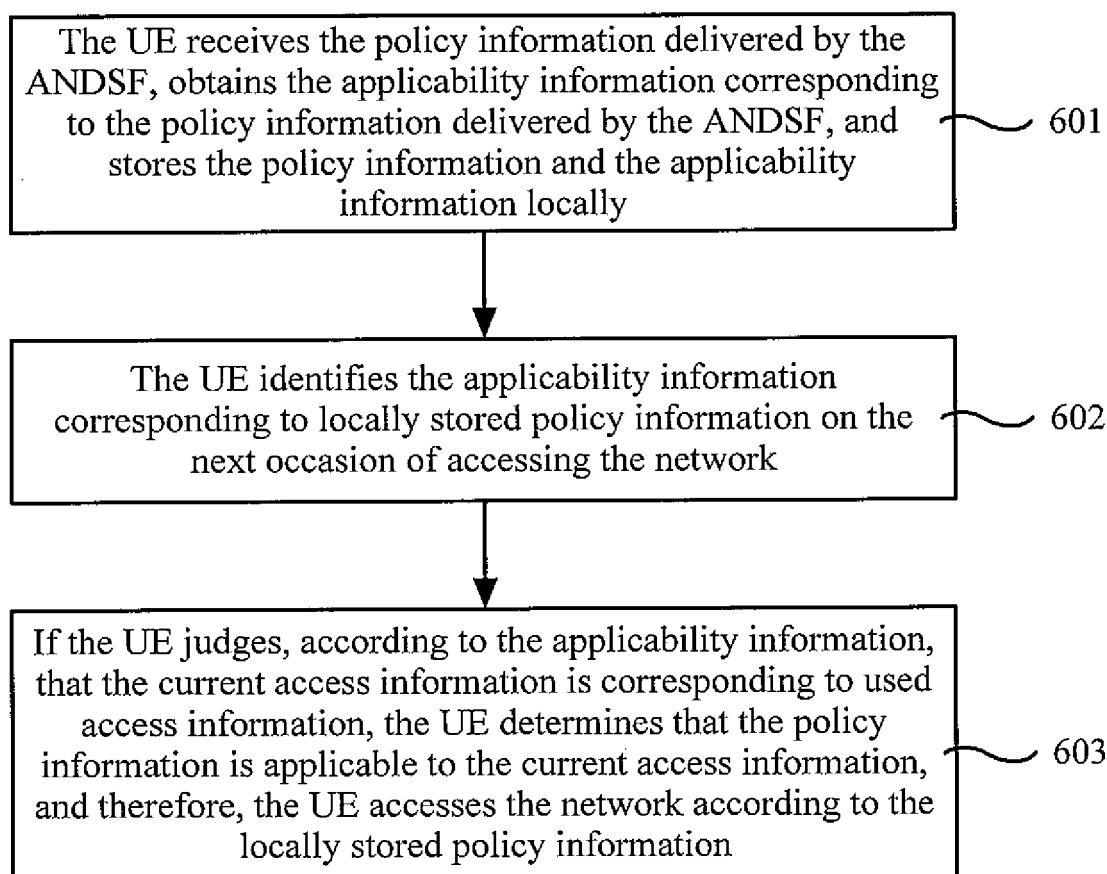 The UE receives the policy information delivered by the
ANDSF, obtains the applicability information corresponding
to the policy information delivered by the ANDSF, and
stores the policy information and the applicability
information locally
601
The UE identifies the applicability information
corresponding to locally stored policy information on the
next occasion of accessing the network
602
If the UE judges, according to the applicability information,
that the current access information is corresponding to used
access information, the UE determines that the policy
information is applicable to the current access information,
and therefore, the UE accesses the network according to the
locally stored policy information
603